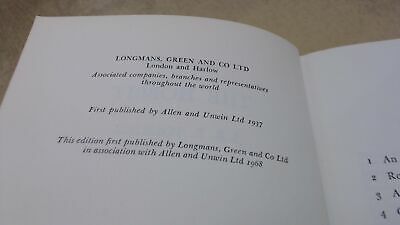 LONGMANS, GREEN AND CO LTD
London and Harlow
Associated companies, branches and representatives
throughout the world
First published by Allen and Unwin Ltd 1937
This edition first published by Longmans, Green and Co Ltd
in association with Allen and Unwin Ltd 1968
1 An
2 Ro
3 A
4